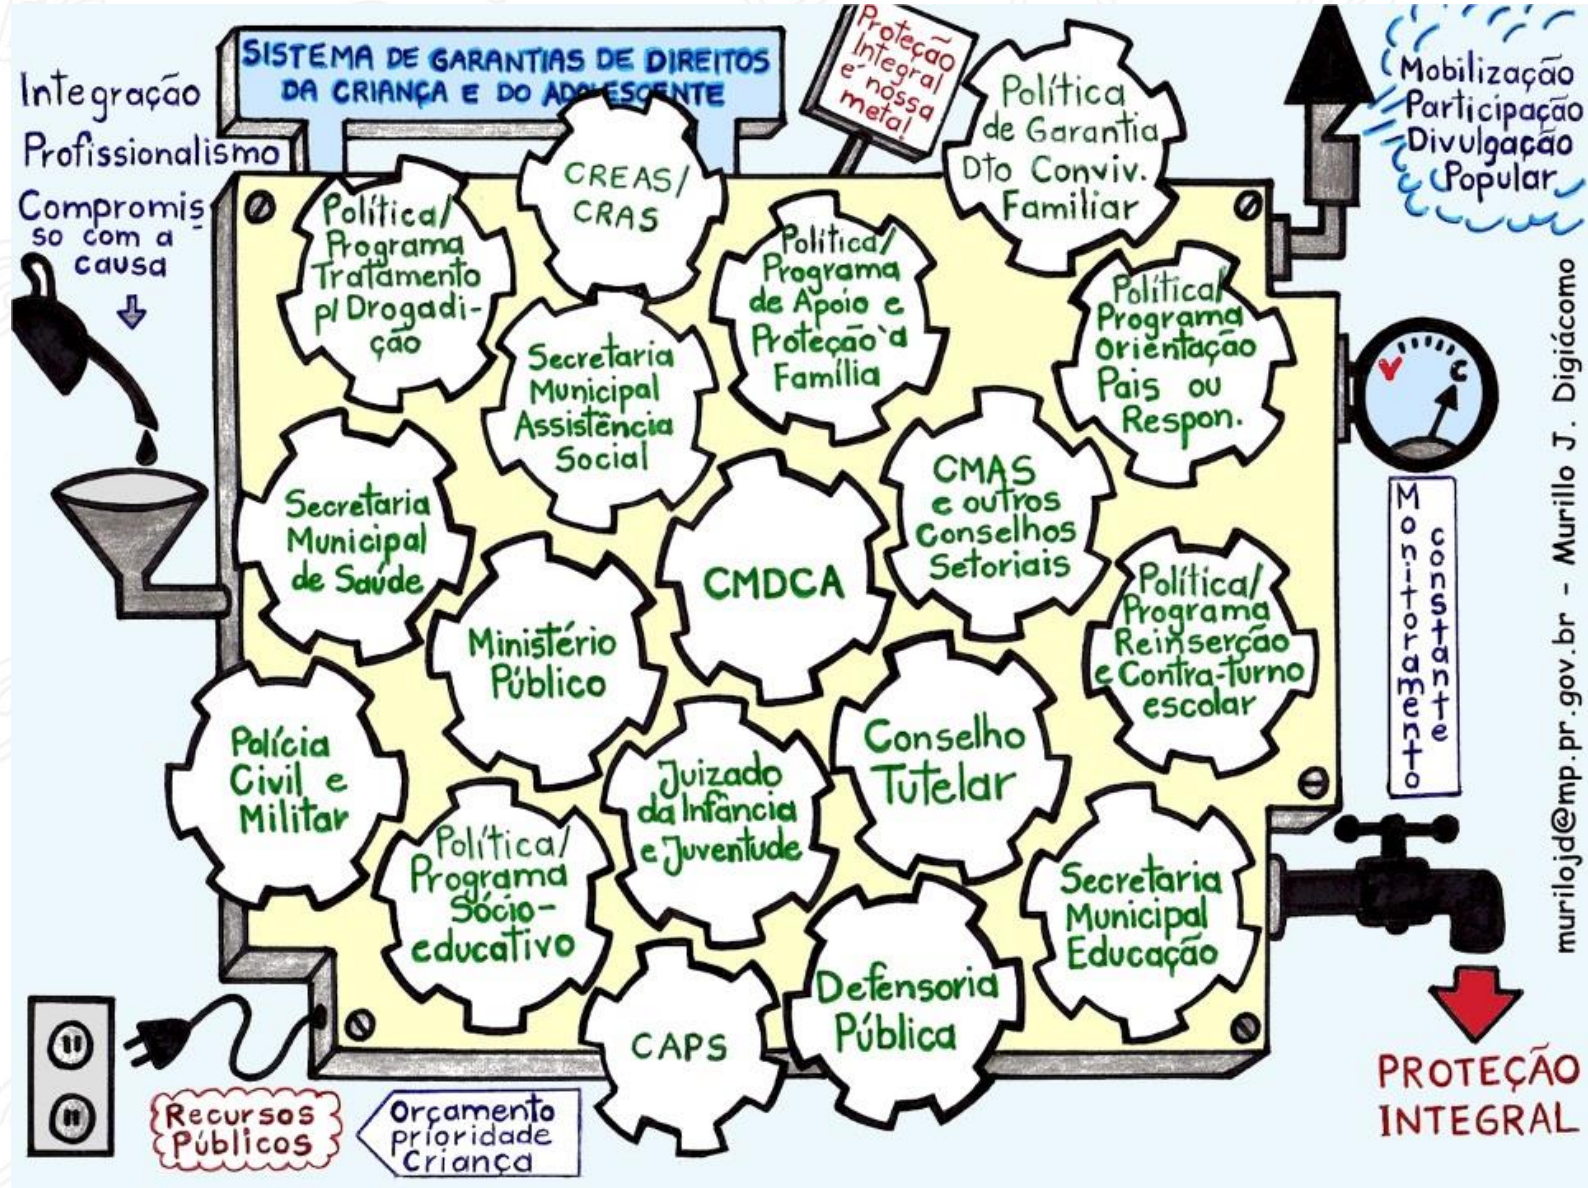 SISTEMA DE GARANTIAS DE DIREITOS
DA CRIANÇA E DO ADOLESCENTE
Integração
Profissionalismo
Compromis-
so com a
causa
Proteção
Integral
é nossa
meta!
Política
de Garantia
Dto Conviv.
Familiar
Mobilização
Participação
Divulgação
Popular
CREAS/
CRAS
Política/
Programa
Tratamento
p/ Drogadi-
ção
Política/
Programa
de Apoio e
Proteção à
Família
Política/
Programa
Orientação
Pais ou
Respon.
Secretaria
Municipal
Assistência
Social
V C
Monitoramento
constante
CMAS
e outros
Conselhos
Setoriais
Secretaria
Municipal
de Saúde
CMDCA
Política/
Programa
Reinserção
e Contra-turno
escolar
Ministério
Público
Polícia
Civil e
Militar
Conselho
Tutelar
Juizado
da Infância
e Juventude
Política/
Programa
Sócio-
educativo
Secretaria
Municipal
Educação
Defensoria
Pública
CAPS
Recursos
Públicos
Orçamento
prioridade
Criança
PROTEÇÃO
INTEGRAL
murilojd@mp.pr.gov.br - Murillo J. Digiácomo